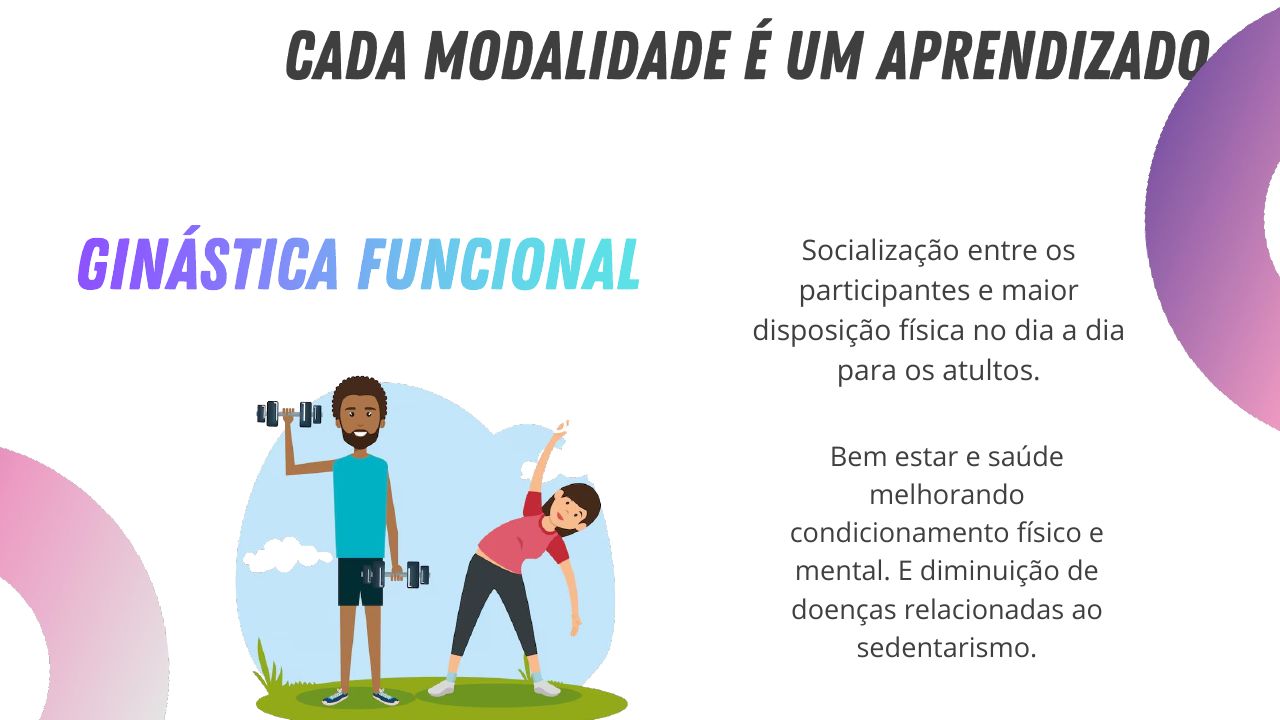 CADA MODALIDADE É UM APRENDIZADO
GINÁSTICA FUNCIONAL
Socialização entre os
participantes e maior
disposição física no dia a dia
para os atultos.
Bem estar e saúde
melhorando
condicionamento físico e
mental. E diminuição de
doenças relacionadas ao
sedentarismo.